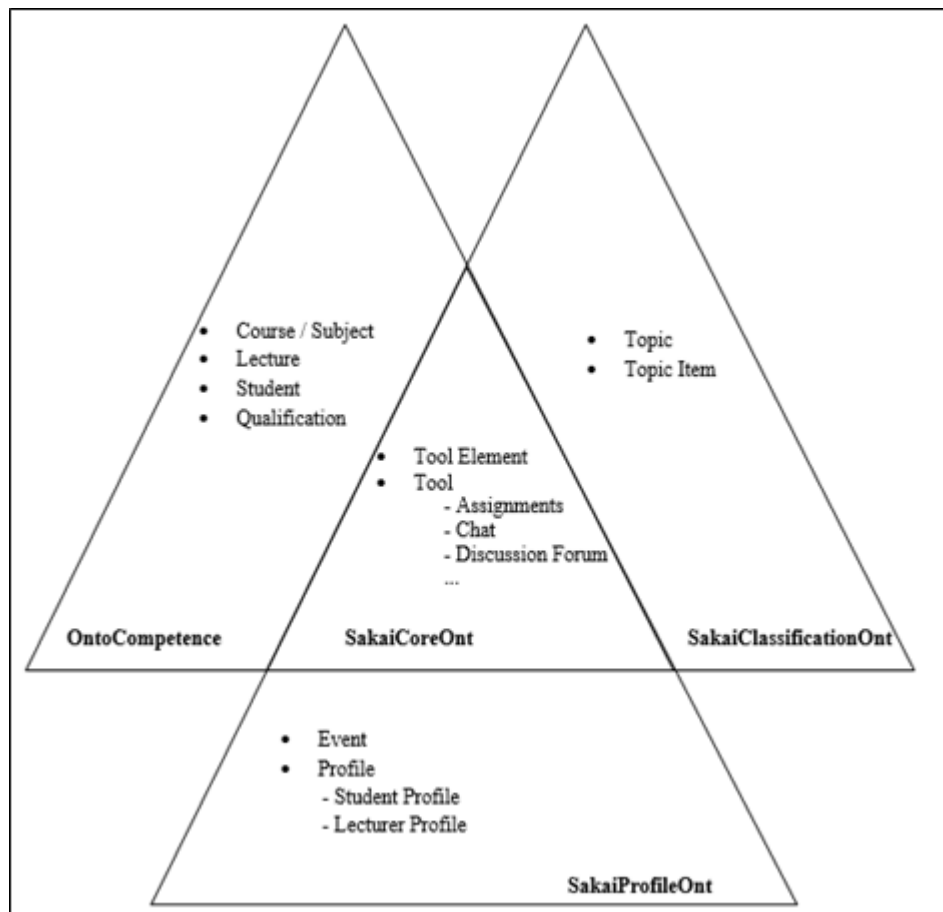 • Course / Subject
• Lecture
• Student
• Qualification
• Topic
• Topic Item
• Tool Element
• Tool
- Assignments
- Chat
- Discussion Forum
...
OntoCompetence
SakaiCoreOnt
SakaiClassificationOnt
• Event
• Profile
- Student Profile
- Lecturer Profile
SakaiProfileOnt